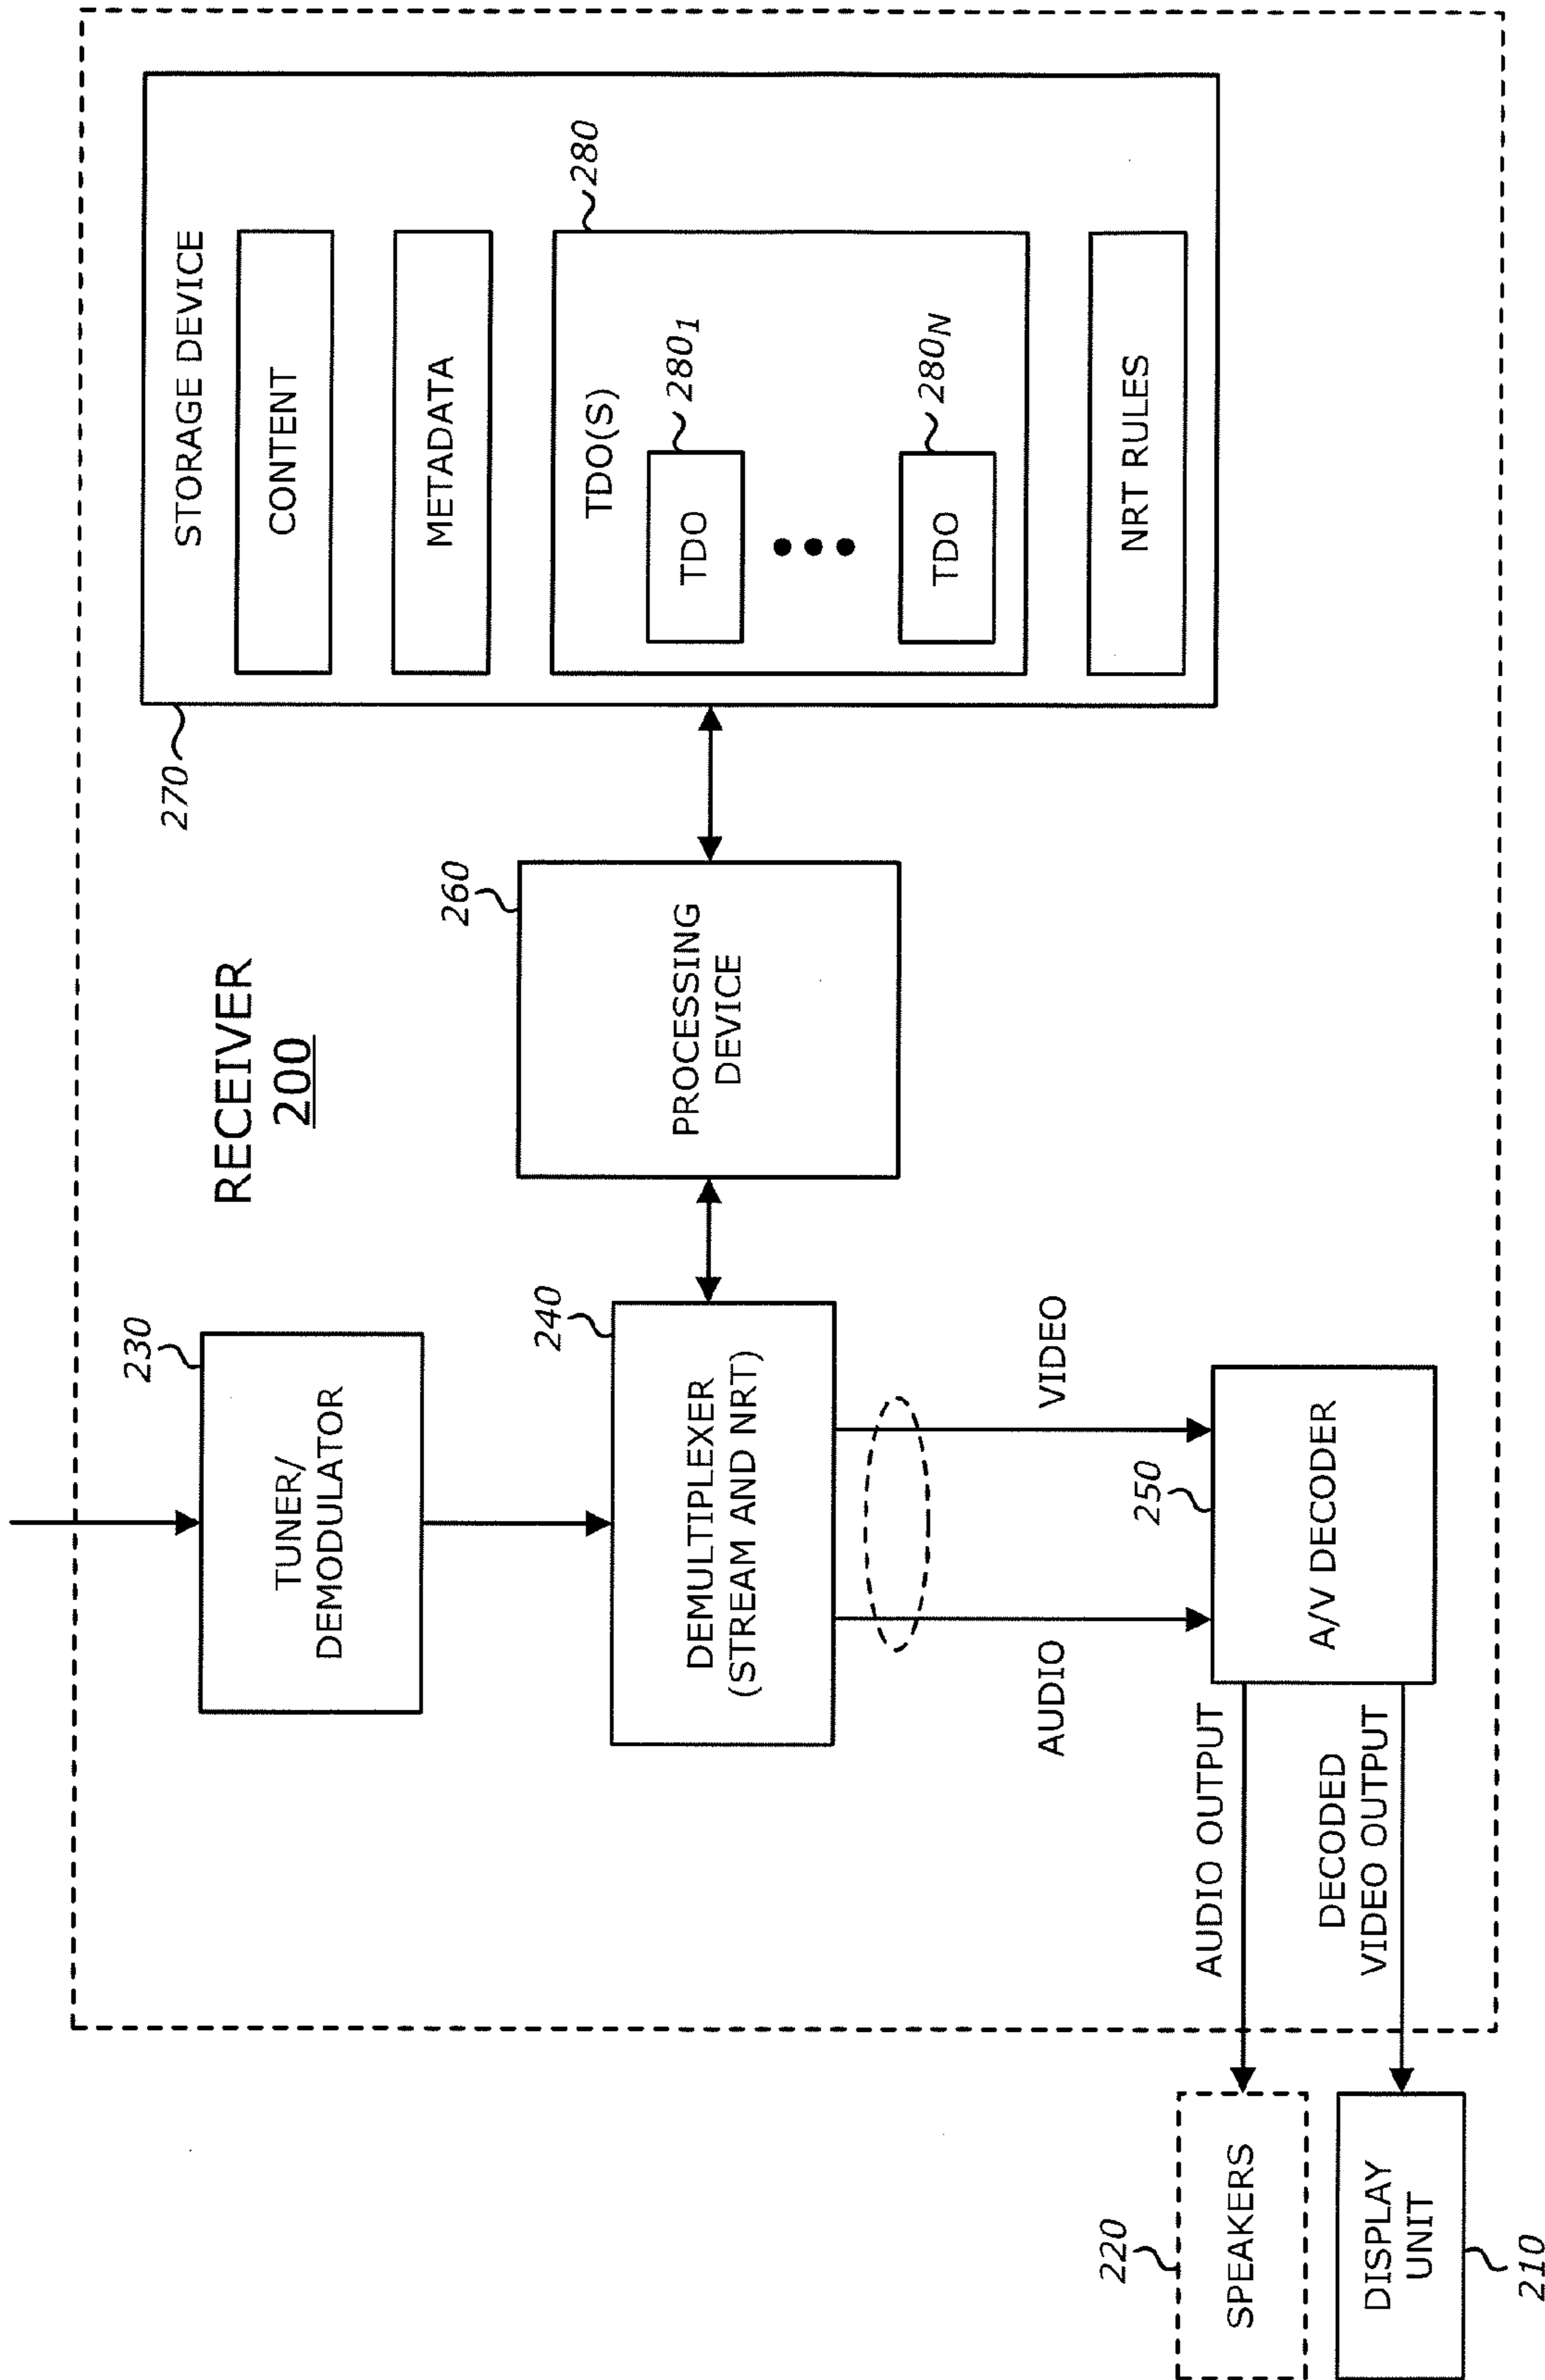 RECEIVER
200
230
TUNER/
DEMODULATOR
240
DEMULTIPLEXER
(STREAM AND NRT)
AUDIO
VIDEO
250
A/V DECODER
AUDIO OUTPUT
DECODED
VIDEO OUTPUT
220
SPEAKERS
DISPLAY
UNIT
210
260
PROCESSING
DEVICE
270
STORAGE DEVICE
CONTENT
METADATA
280
TDO(S)
TDO
280₁
TDO
280ₙ
NRT RULES